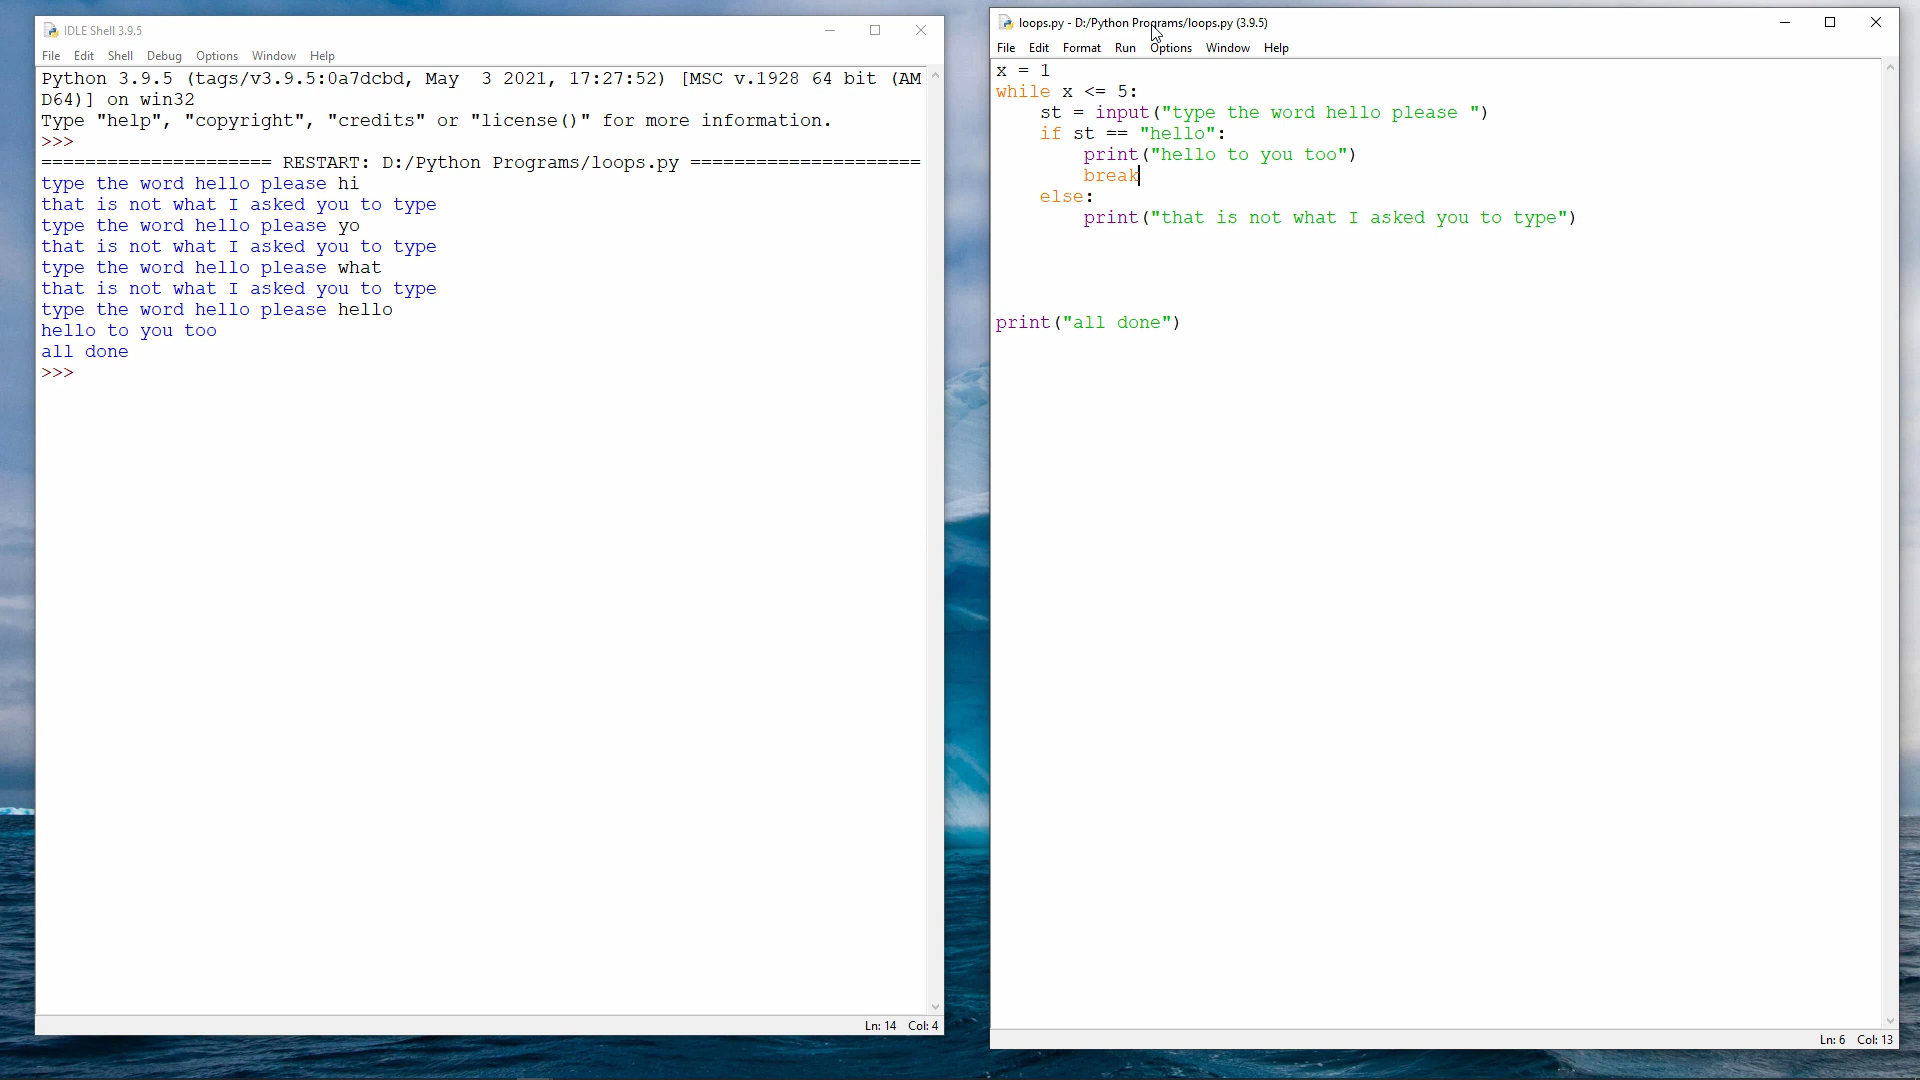 IDLE Shell 3.9.5
File Edit Shell Debug Options Window Help
Python 3.9.5 (tags/v3.9.5:0a7dcbd, May  3 2021, 17:27:52) [MSC v.1928 64 bit (AM
D64)] on win32
Type "help", "copyright", "credits" or "license()" for more information.
>>>
===================== RESTART: D:/Python Programs/loops.py =====================
type the word hello please hi
that is not what I asked you to type
type the word hello please yo
that is not what I asked you to type
type the word hello please what
that is not what I asked you to type
type the word hello please hello
hello to you too
all done
>>>
Ln: 14 Col: 4
loops.py - D:/Python Programs/loops.py (3.9.5)
File Edit Format Run Options Window Help
x = 1
while x <= 5:
    st = input("type the word hello please ")
    if st == "hello":
        print("hello to you too")
        break
    else:
        print("that is not what I asked you to type")
print("all done")
Ln: 6 Col: 13